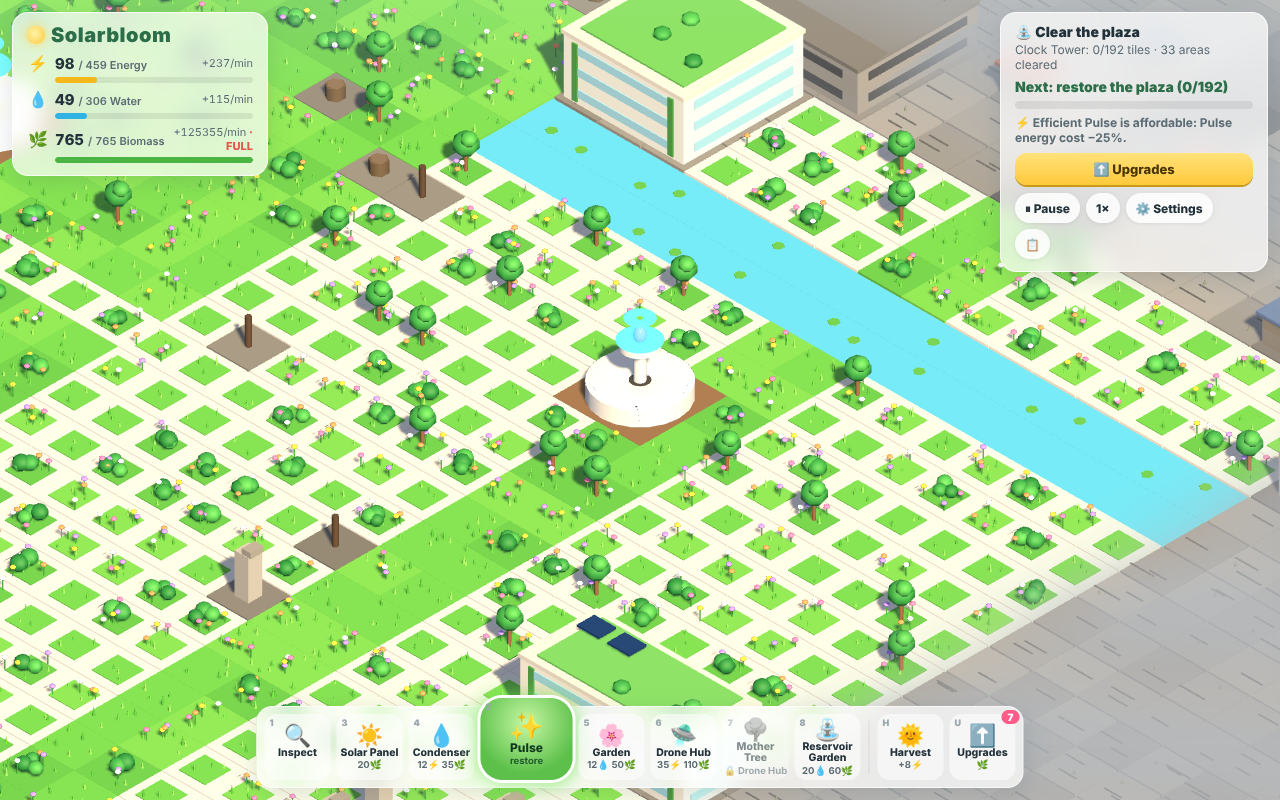 Solarbloom
98 / 459 Energy +237/min
49 / 306 Water +115/min
765 / 765 Biomass +125355/min · FULL
Clear the plaza
Clock Tower: 0/192 tiles · 33 areas
cleared
Next: restore the plaza (0/192)
⚡ Efficient Pulse is affordable: Pulse
energy cost −25%.
⬆️ Upgrades
⏸ Pause 1× ⚙️ Settings
📋
1 Inspect
3 Solar Panel 20🌿
4 Condenser 12⚡ 35🌿
Pulse
restore
5 Garden 12💧 50🌿
6 Drone Hub 35⚡ 110🌿
7 Mother Tree 🔒 Drone Hub
8 Reservoir Garden 20💧 60🌿
H Harvest +8⚡
U Upgrades 🌿 7